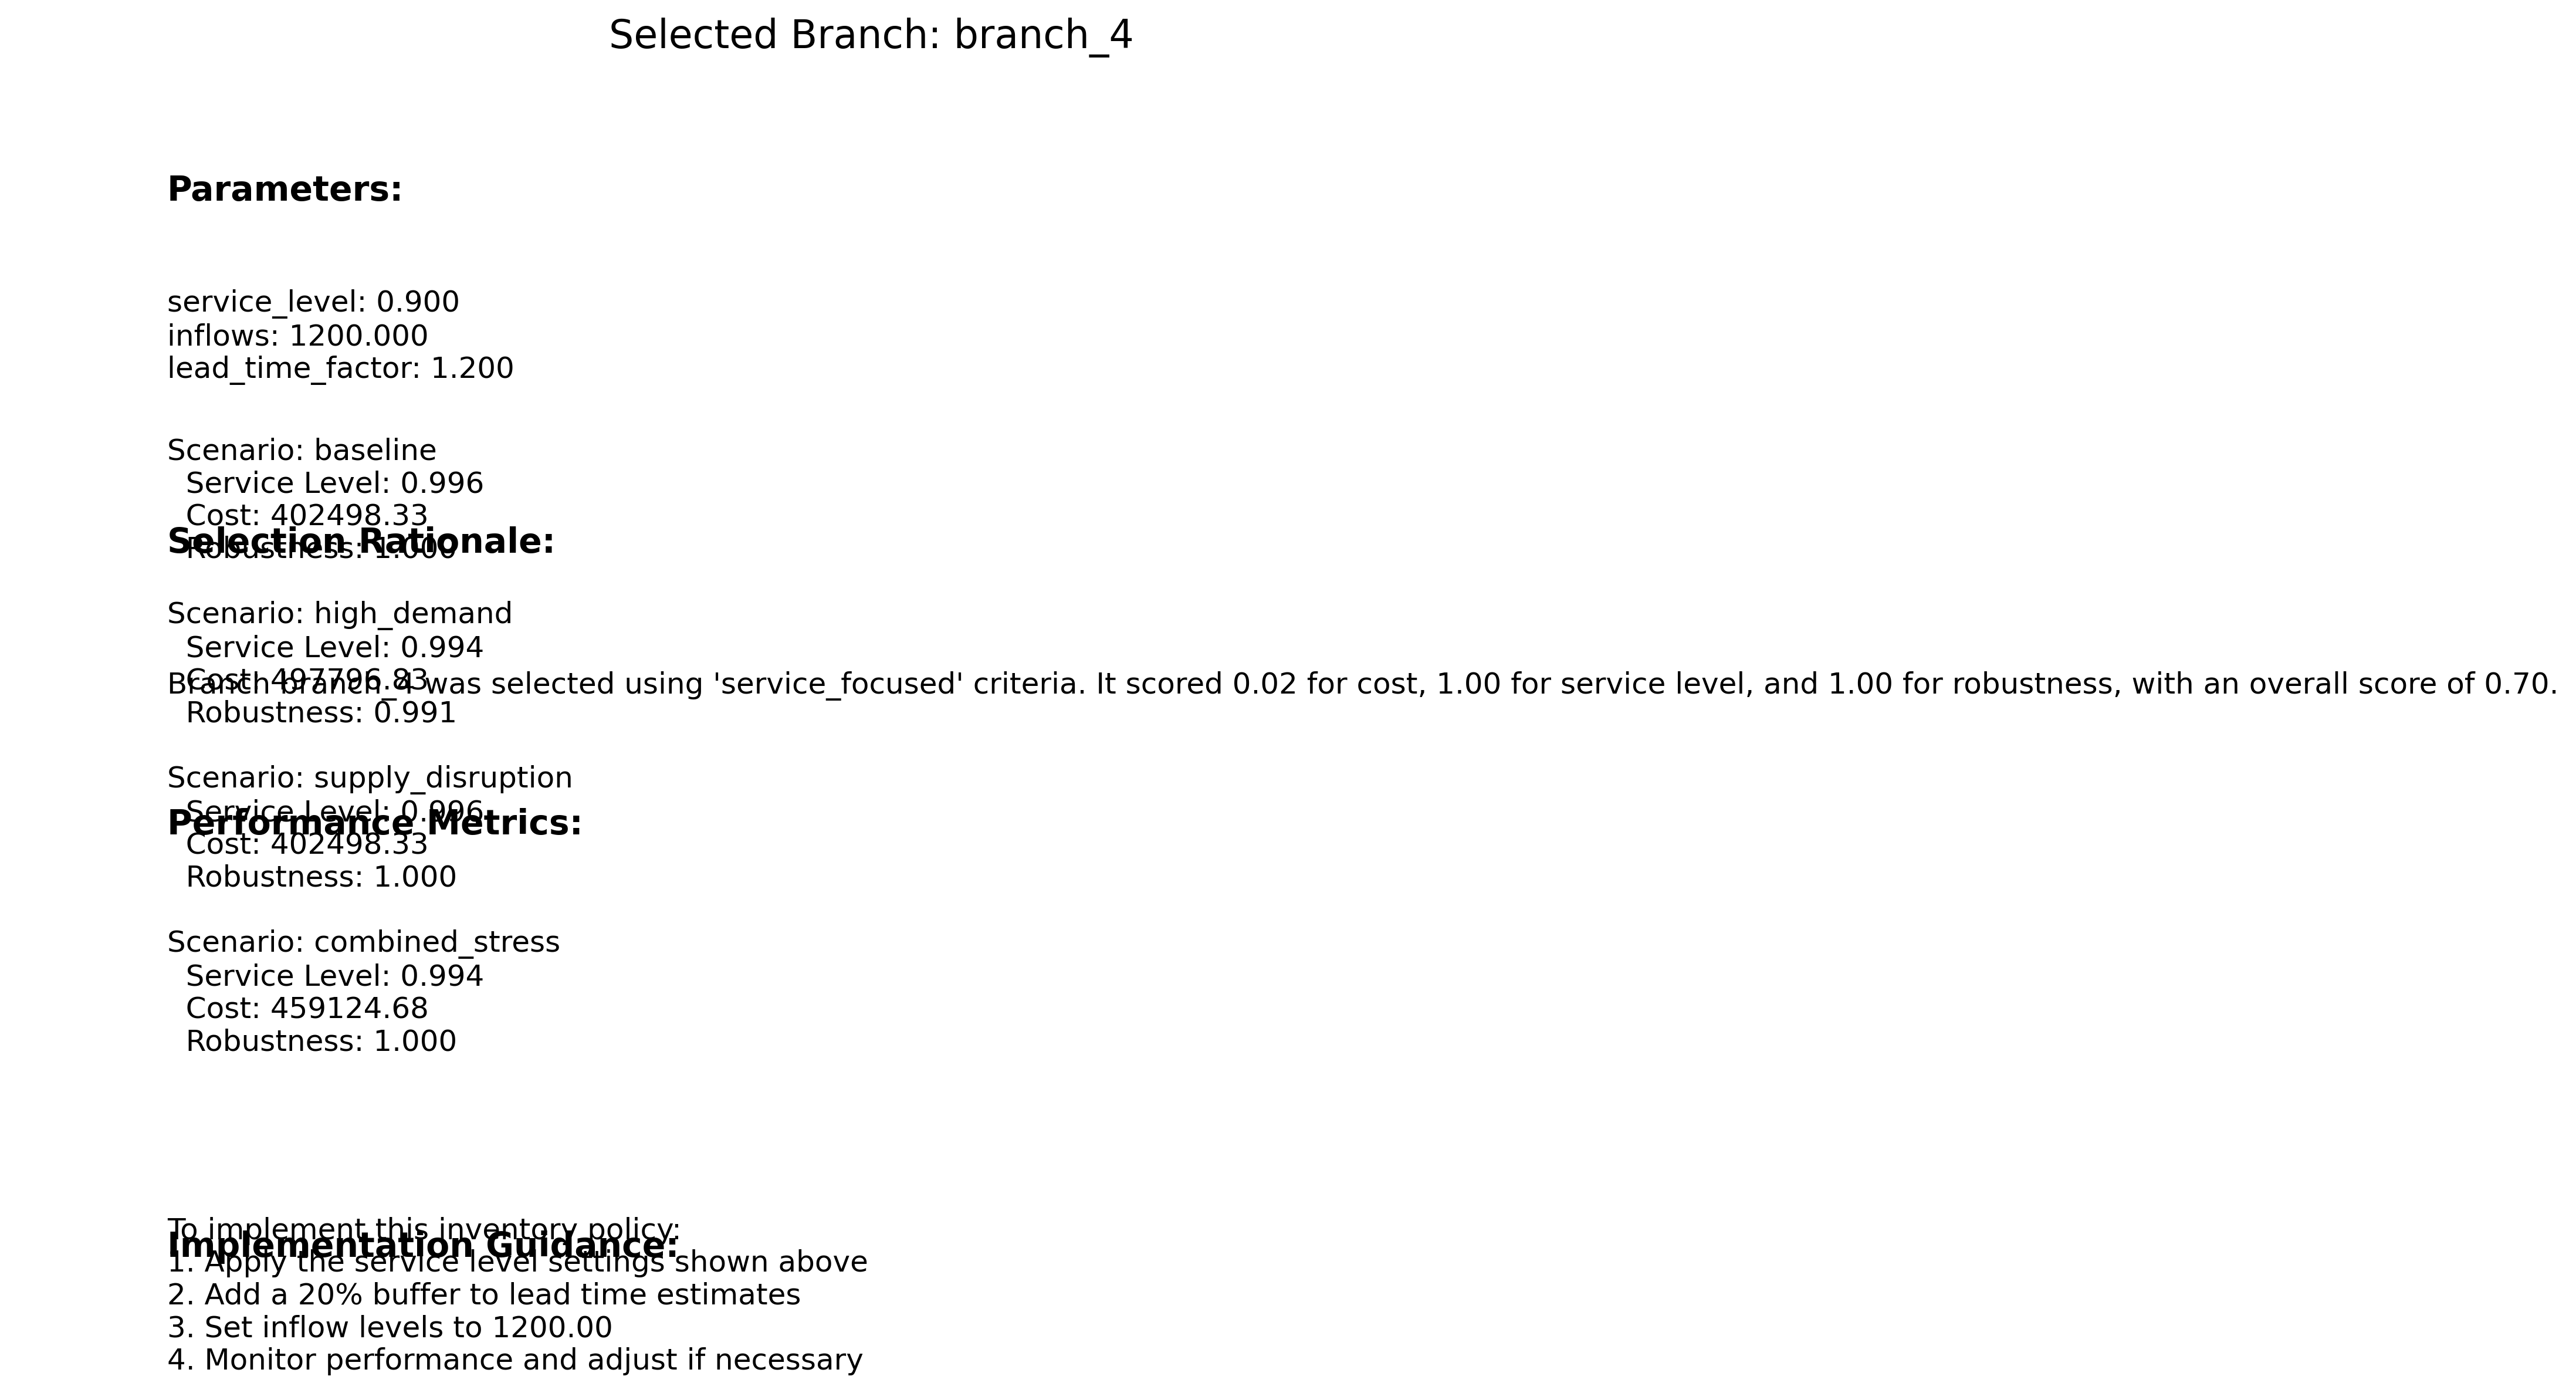 Selected Branch: branch_4
Parameters:
service_level: 0.900
inflows: 1200.000
lead_time_factor: 1.200
Scenario: baseline
Service Level: 0.996
Cost: 402498.33
Selection Rationale:
Robustness: 1.000
Scenario: high_demand
Service Level: 0.994
Cost: 497796.83
Branch branch_4 was selected using 'service_focused' criteria. It scored 0.02 for cost, 1.00 for service level, and 1.00 for robustness, with an overall score of 0.70.
Robustness: 0.991
Scenario: supply_disruption
Service Level: 0.996
Performance Metrics:
Cost: 402498.33
Robustness: 1.000
Scenario: combined_stress
Service Level: 0.994
Cost: 459124.68
Robustness: 1.000
To implement this inventory policy:
Implementation Guidance:
1. Apply the service level settings shown above
2. Add a 20% buffer to lead time estimates
3. Set inflow levels to 1200.00
4. Monitor performance and adjust if necessary